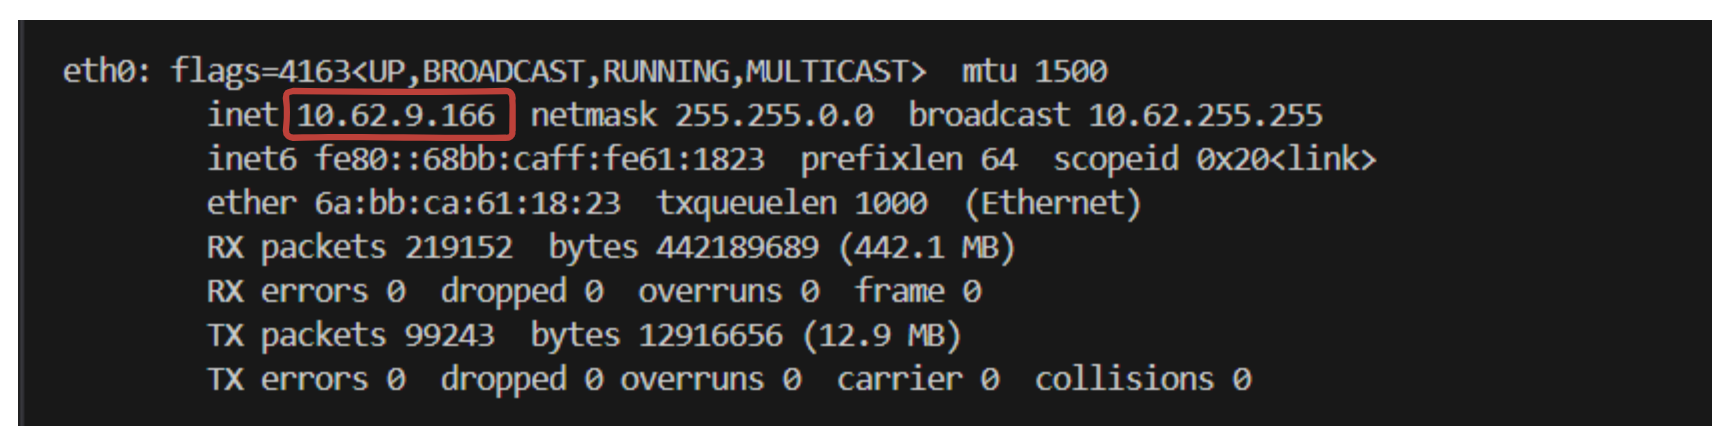 eth0: flags=4163<UP,BROADCAST,RUNNING,MULTICAST>  mtu 1500
inet 10.62.9.166  netmask 255.255.0.0  broadcast 10.62.255.255
inet6 fe80::68bb:caff:fe61:1823  prefixlen 64  scopeid 0x20<link>
ether 6a:bb:ca:61:18:23  txqueuelen 1000  (Ethernet)
RX packets 219152  bytes 442189689 (442.1 MB)
RX errors 0  dropped 0  overruns 0  frame 0
TX packets 99243  bytes 12916656 (12.9 MB)
TX errors 0  dropped 0 overruns 0  carrier 0  collisions 0